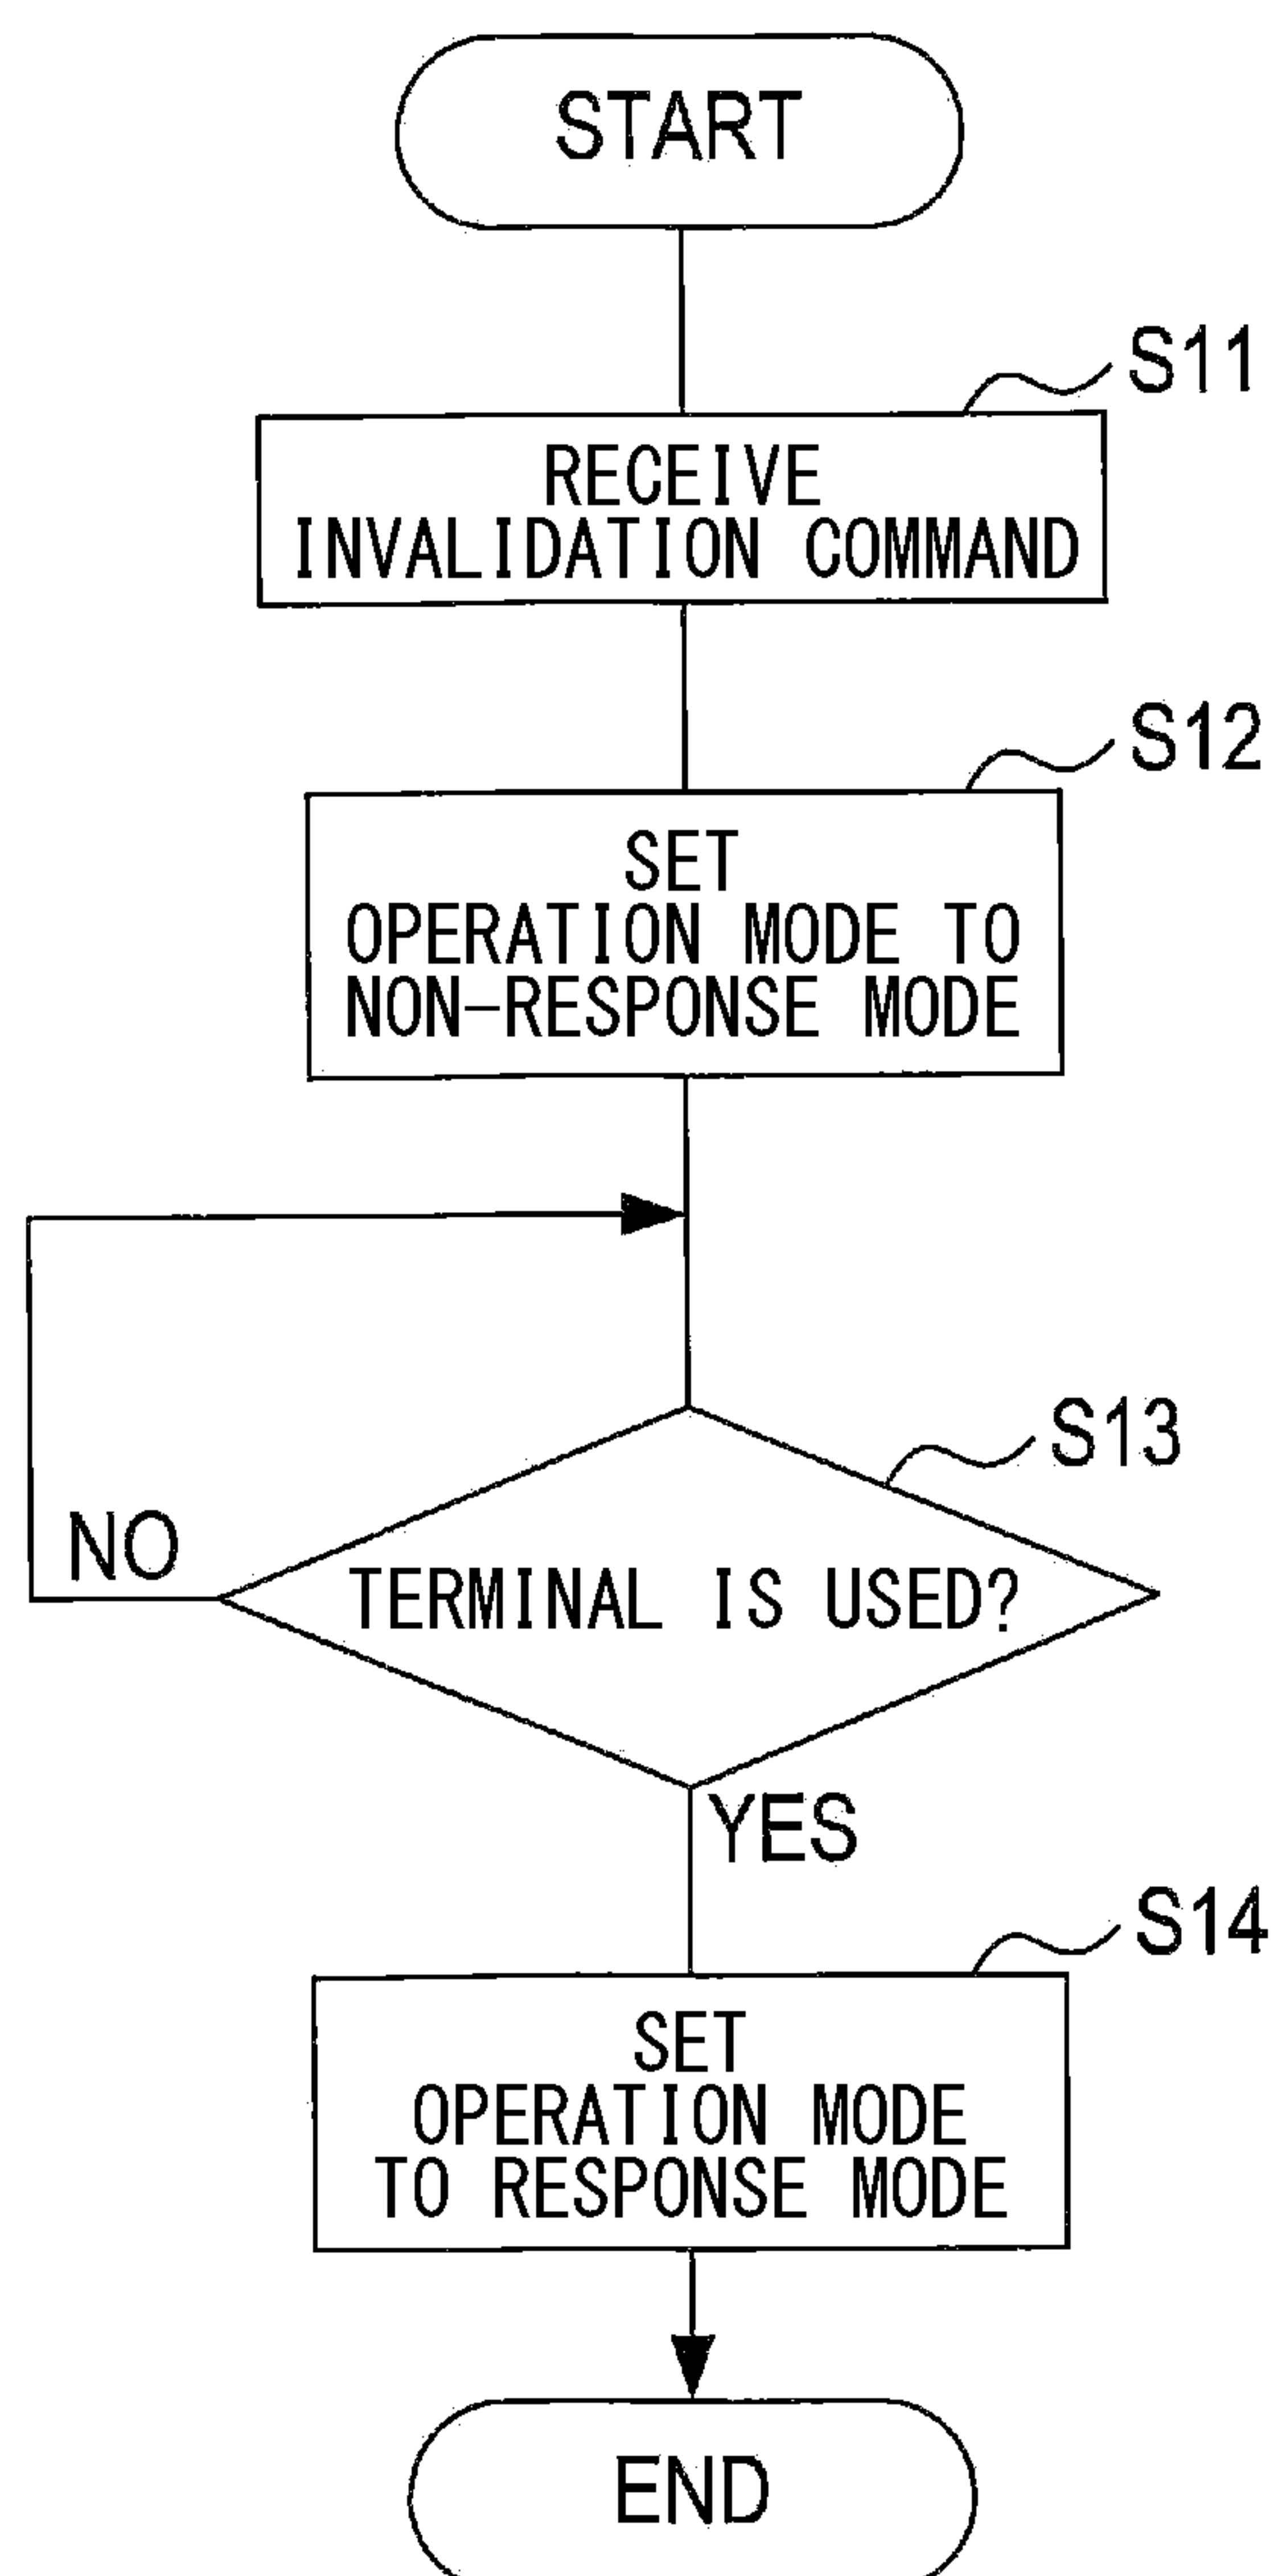 START
S11
RECEIVE
INVALIDATION COMMAND
S12
SET
OPERATION MODE TO
NON-RESPONSE MODE
S13
NO
TERMINAL IS USED?
YES
S14
SET
OPERATION MODE
TO RESPONSE MODE
END